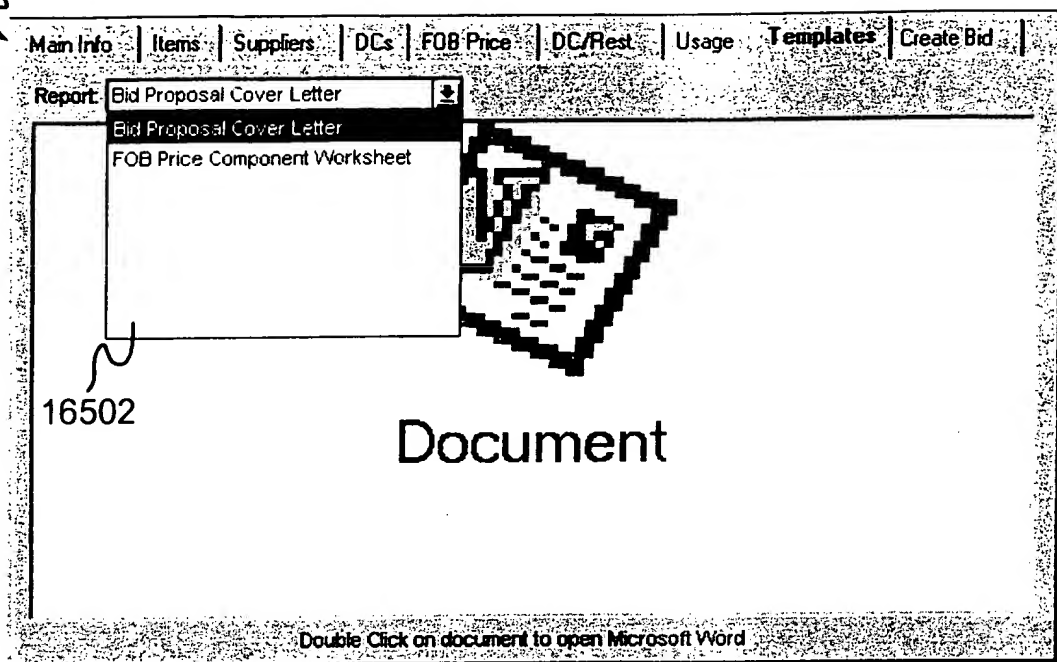 Main Info Items Suppliers DCs FOB Price DC/Rest. Usage Templates Create Bid
Report: Bid Proposal Cover Letter
Bid Proposal Cover Letter
FOB Price Component Worksheet
16502
Document
Double Click on document to open Microsoft Word